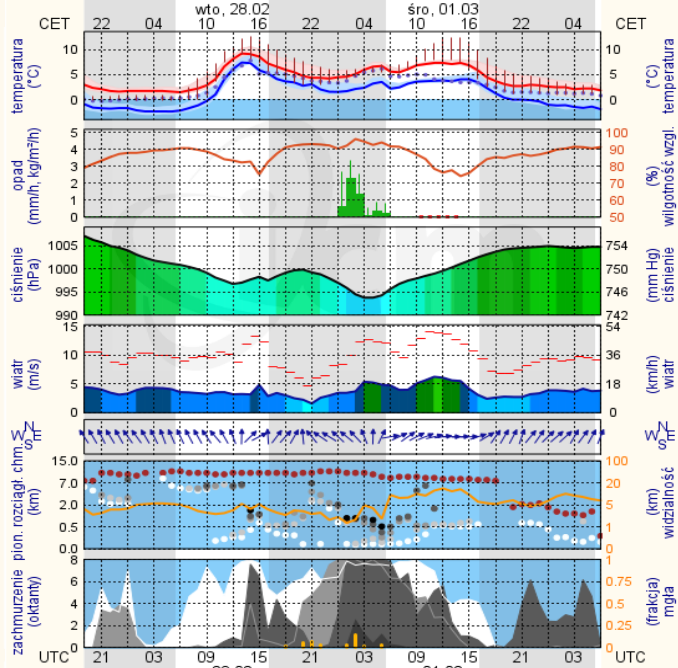 wto, 28.02 śro, 01.03
CET 22 04 10 16 22 04 10 16 22 04 CET
temperatura (°C) 10 5 0 10 5 0 temperatura (°C)
opad (mm/h, kg/m²/h) 5 4 3 2 1 0 100 90 80 70 60 50 (%) wilgotność wzgl.
ciśnienie (hPa) 1005 1000 995 990 754 750 746 742 (mm Hg) ciśnienie
wiatr (m/s) 15 10 5 0 54 36 18 0 (km/h) wiatr
N W E S N W E S
pion. rozciągł. chm. (km) 15.0 7.0 2.0 0.5 0.0 100 20 5 1 0 (km) widzialność
zachmurzenie (oktanty) 8 6 4 2 0 1 0.75 0.5 0.25 0 (frakcja) mgła
UTC 21 03 09 15 21 03 09 15 21 03 UTC